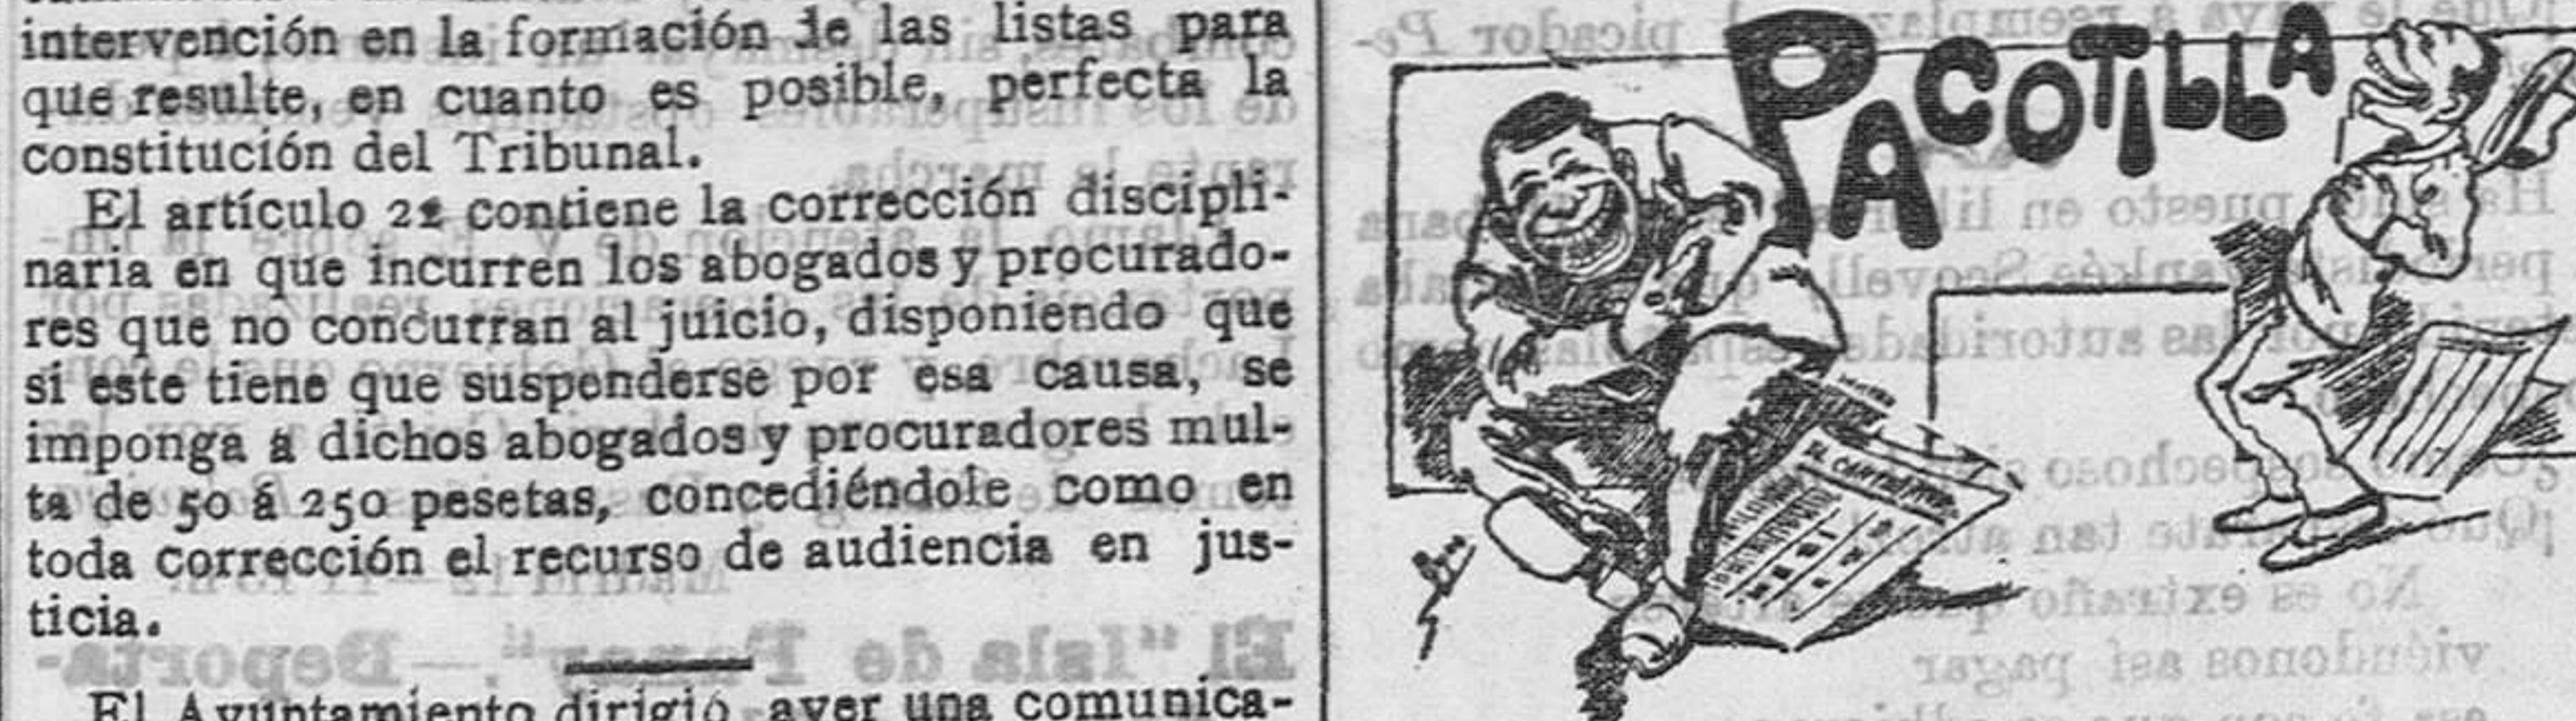 intervención en la formación de las listas para
que resulte, en cuanto es posible, perfecta la
constitución del Tribunal.
El artículo 22 contiene la corrección discipli-
naria en que incurren los abogados y procurado-
res que no concurran al juicio, disponiendo que
si este tiene que suspenderse por esa causa, se
imponga á dichos abogados y procuradores mul-
ta de 50 á 250 pesetas, concediéndole como en
toda corrección el recurso de audiencia en jus-
ticia.
El Ayuntamiento dirigió ayer una comunica-
PACOTILLA